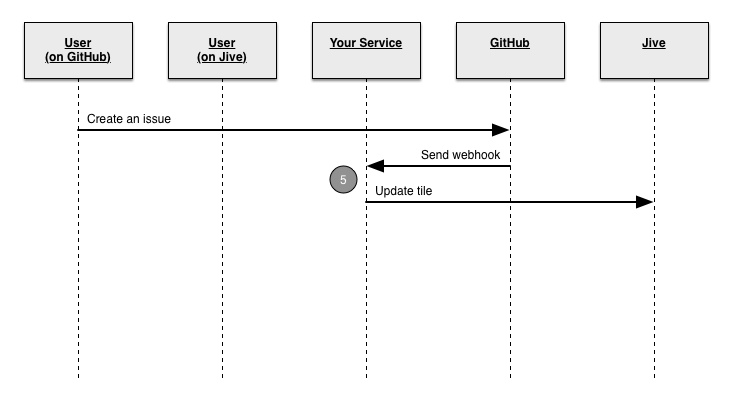 User
(on GitHub)
User
(on Jive)
Your Service
GitHub
Jive
Create an issue
Send webhook
5
Update tile